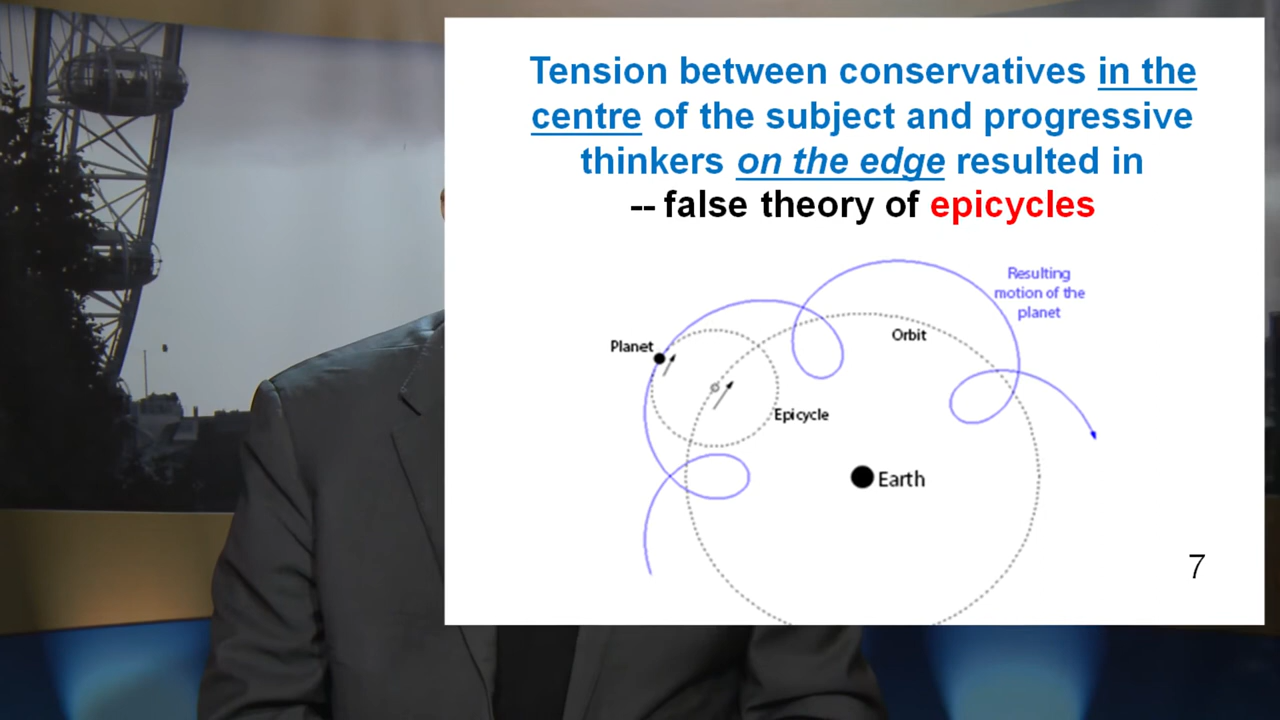 Tension between conservatives in the
centre of the subject and progressive
thinkers on the edge resulted in
-- false theory of epicycles
Resulting
motion of the
planet
Orbit
Planet
Epicycle
Earth
7